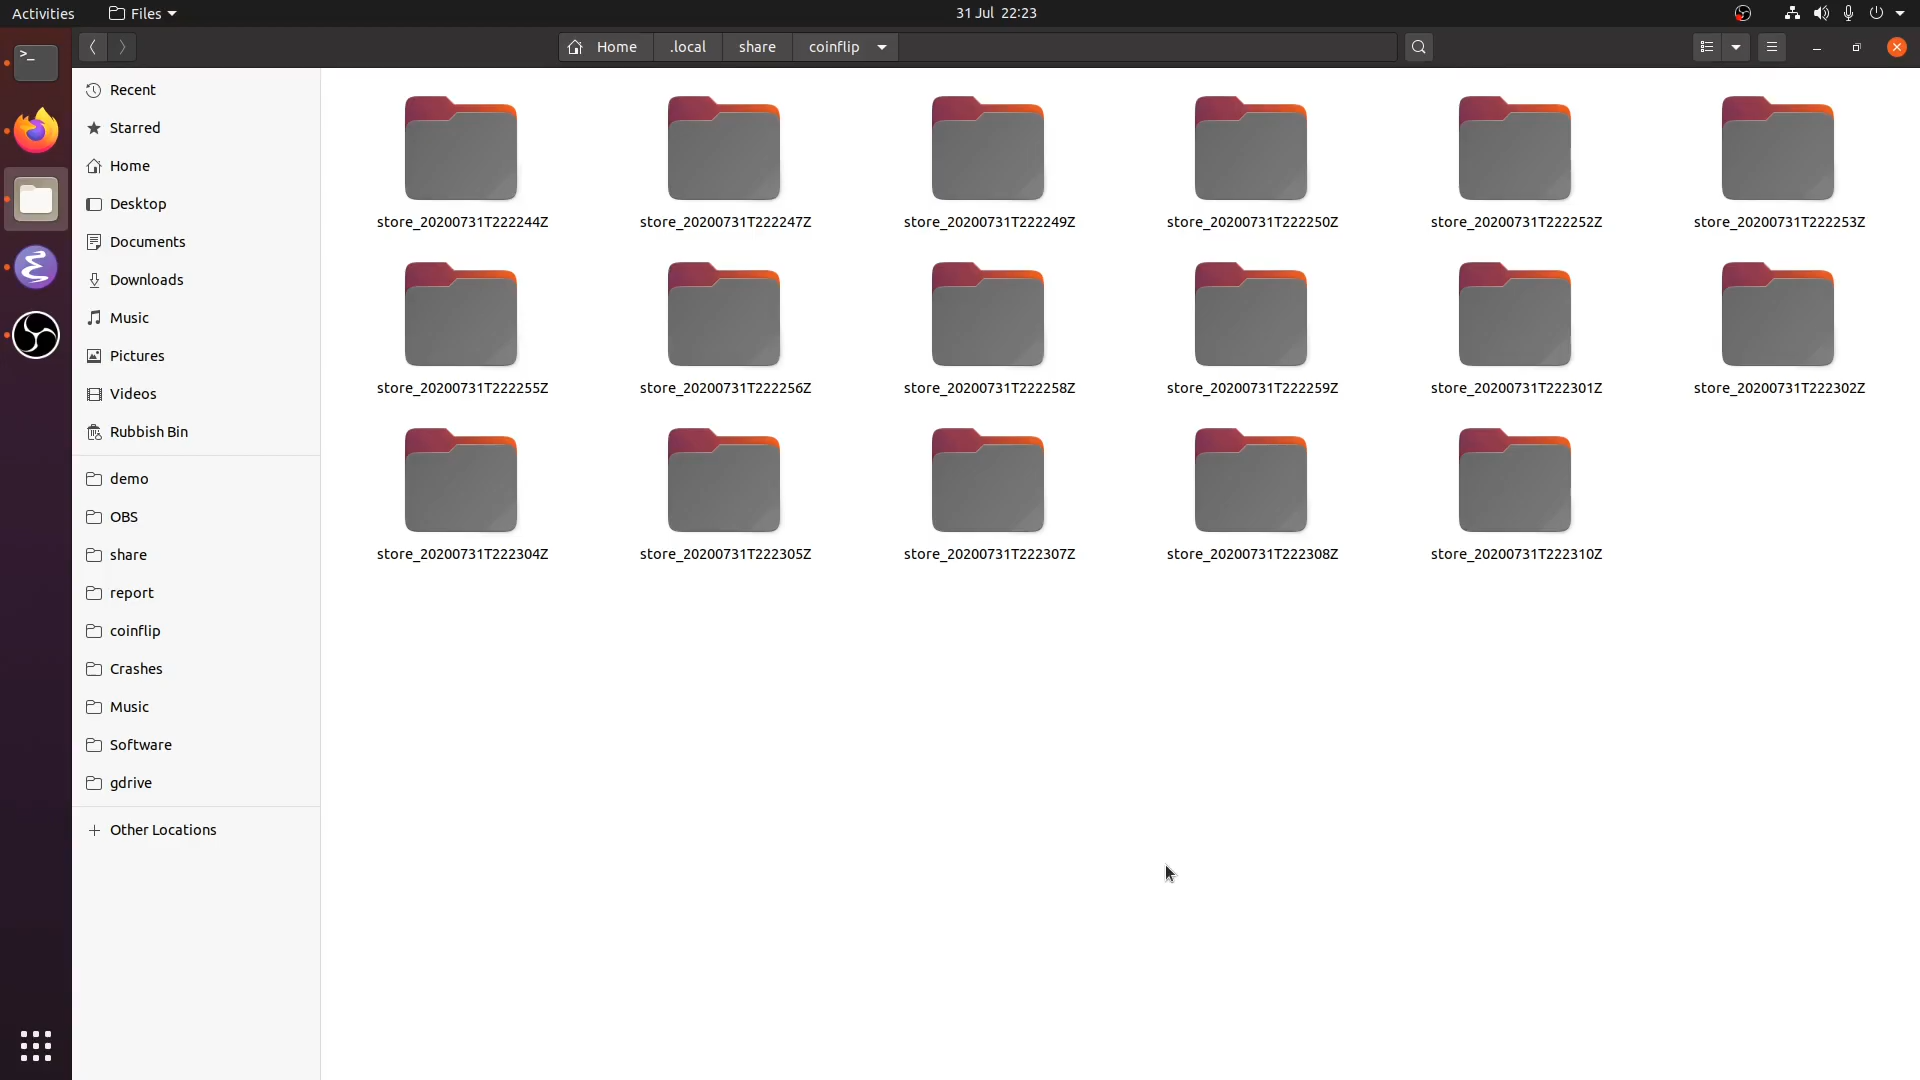 Activities
Files
31 Jul 22:23
Home
.local
share
coinflip
Recent
Starred
Home
Desktop
Documents
Downloads
Music
Pictures
Videos
Rubbish Bin
demo
OBS
share
report
coinflip
Crashes
Music
Software
gdrive
Other Locations
store_20200731T222244Z
store_20200731T222247Z
store_20200731T222249Z
store_20200731T222250Z
store_20200731T222252Z
store_20200731T222253Z
store_20200731T222255Z
store_20200731T222256Z
store_20200731T222258Z
store_20200731T222259Z
store_20200731T222301Z
store_20200731T222302Z
store_20200731T222304Z
store_20200731T222305Z
store_20200731T222307Z
store_20200731T222308Z
store_20200731T222310Z